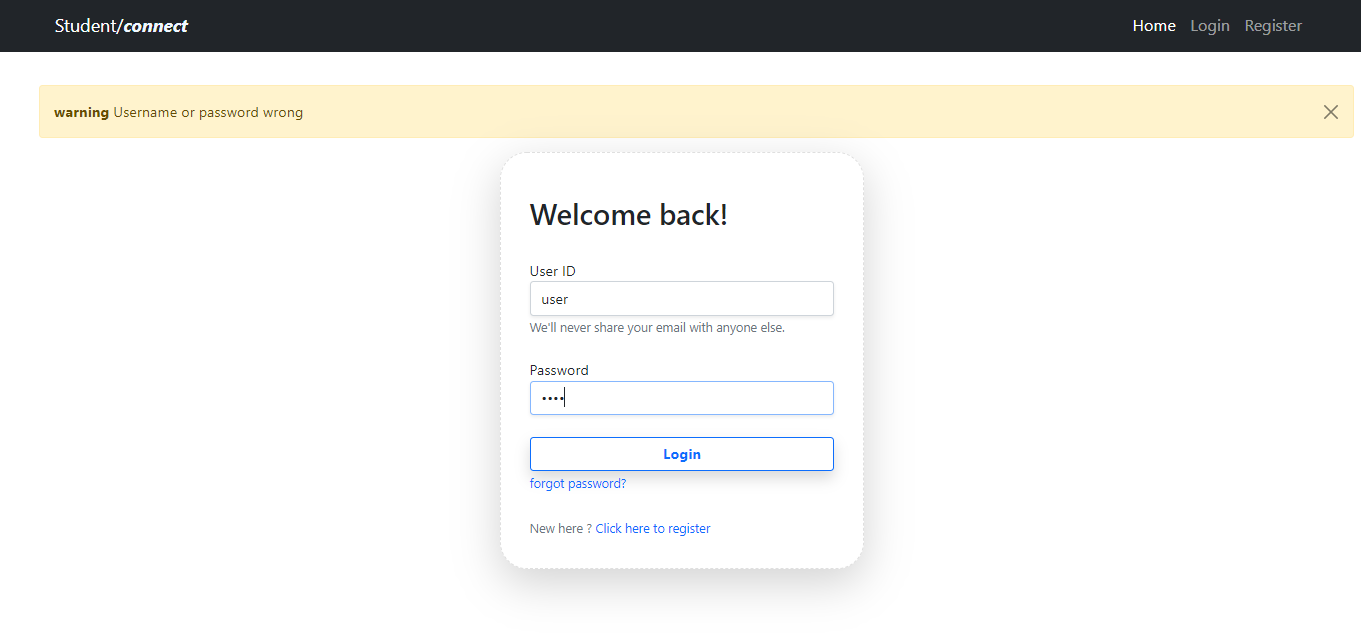 Student/connect Home Login Register
warning Username or password wrong
Welcome back!
User ID
user
We'll never share your email with anyone else.
Password
••••
Login
forgot password?
New here ? Click here to register